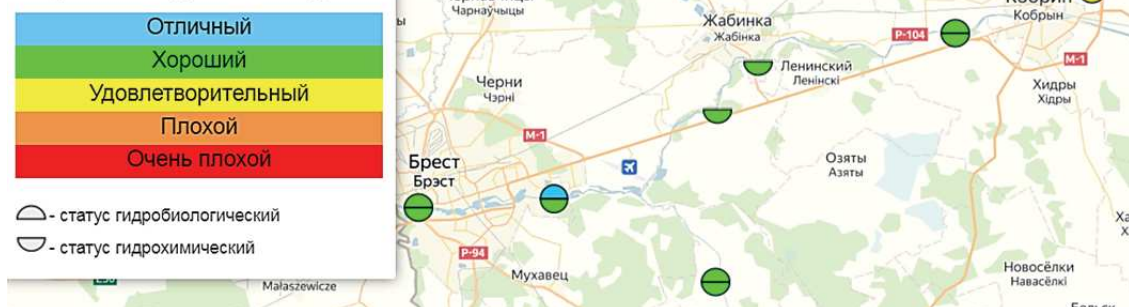 Отличный
Хороший
Удовлетворительный
Плохой
Очень плохой
- статус гидробиологический
- статус гидрохимический
Чарнаўчыцы
Жабинка
Жабінка
Кобрын
Р-104
М-1
Ленинский
Ленінскі
Черни
Чэрні
Хидры
Хідры
М-1
Брест
Брэст
Озяты
Азяты
Р-94
Мухавец
Małaszewicze
Новосёлки
Навасёлкі